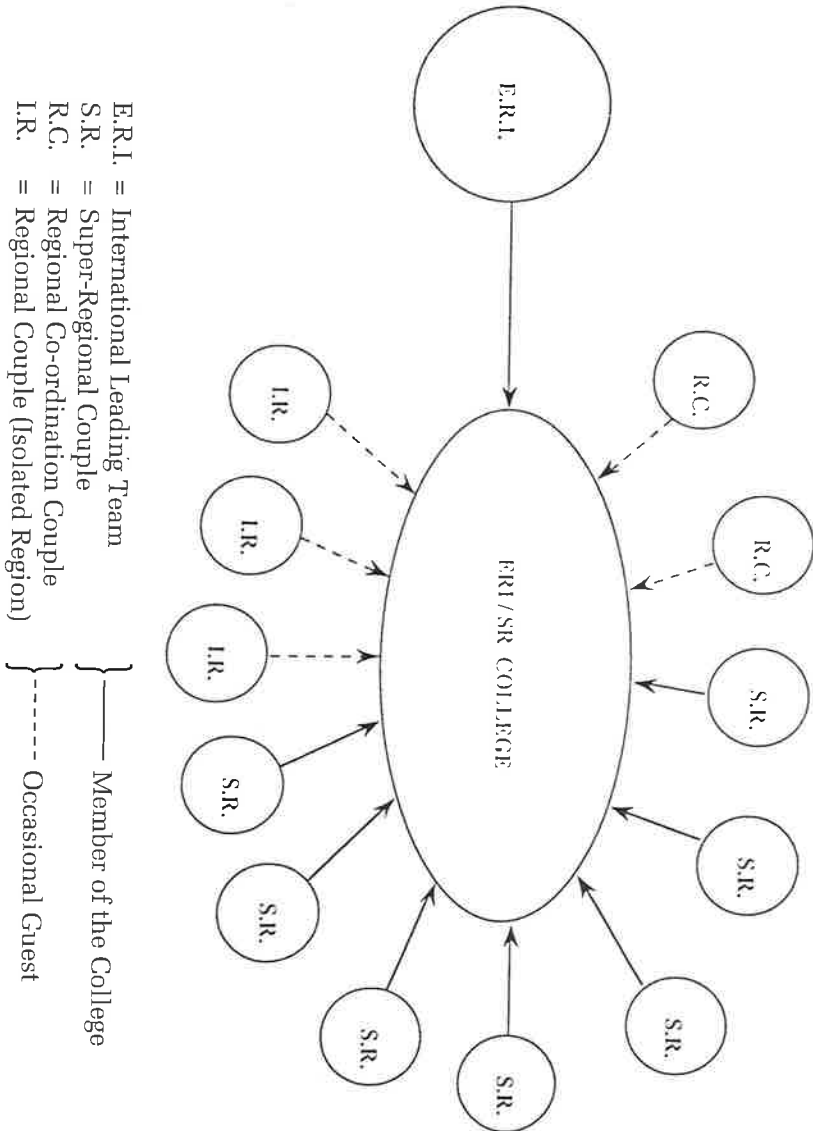 R.C.
R.C.
S.R.
S.R.
S.R.
E.R.I.
ERI / SR COLLEGE
S.R.
I.R.
I.R.
I.R.
S.R.
S.R.
S.R.
E.R.I. = International Leading Team
S.R. = Super-Regional Couple
R.C. = Regional Co-ordination Couple
I.R. = Regional Couple (Isolated Region)
Member of the College
Occasional Guest